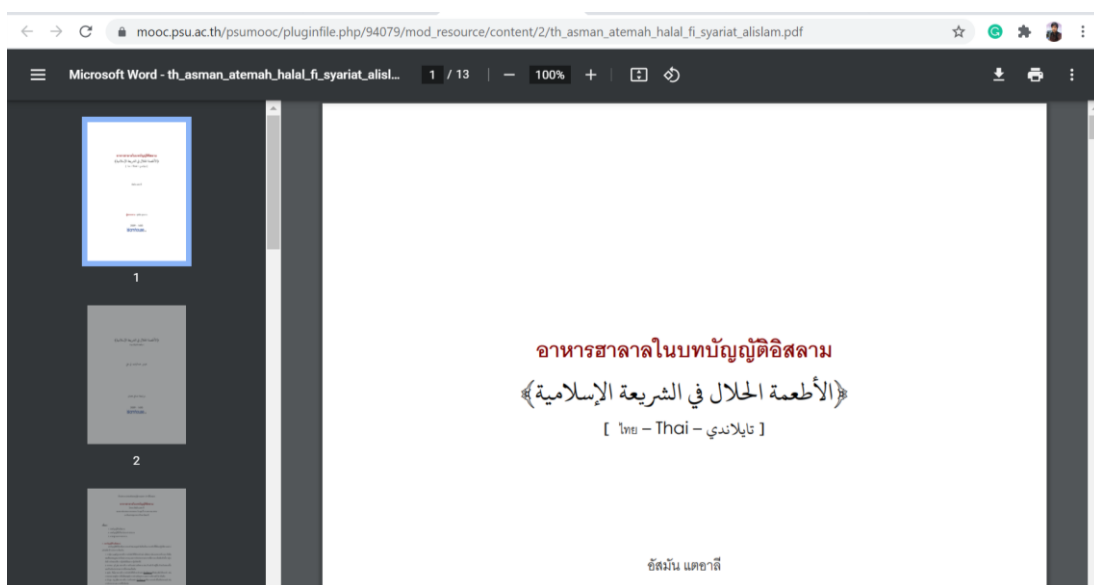 mooc.psu.ac.th/psumooc/pluginfile.php/94079/mod_resource/content/2/th_asman_atemah_halal_fi_syariat_alislam.pdf
Microsoft Word - th_asman_atemah_halal_fi_syariat_alisl... 1 / 13 | − 100% +
1
2
อาหารฮาลาลในบทบัญญัติอิสลาม
﴿الأطعمة الحلال في الشريعة الإسلامية﴾
[ ไทย – Thai – تايلاندي ]
อัสมัน แตอาลี